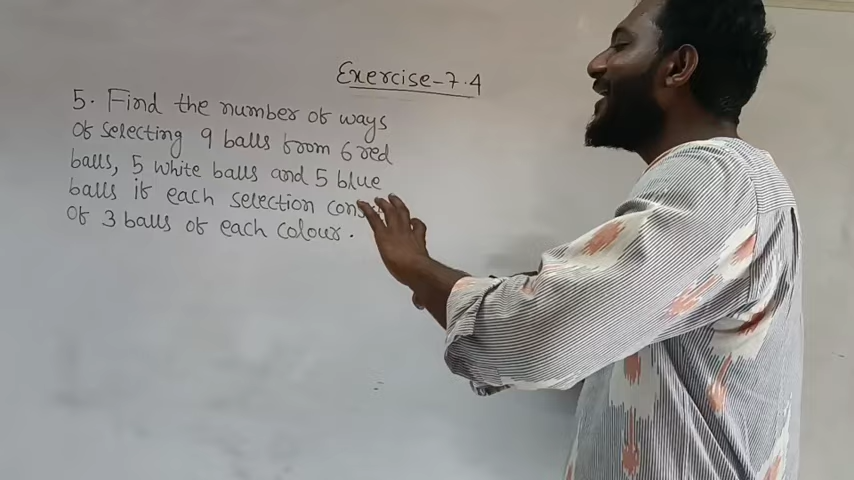 Exercise-7.4
5. Find the number of ways
of selecting 9 balls from 6 red
balls, 5 white balls and 5 blue
balls if each selection
of 3 balls of each colour.